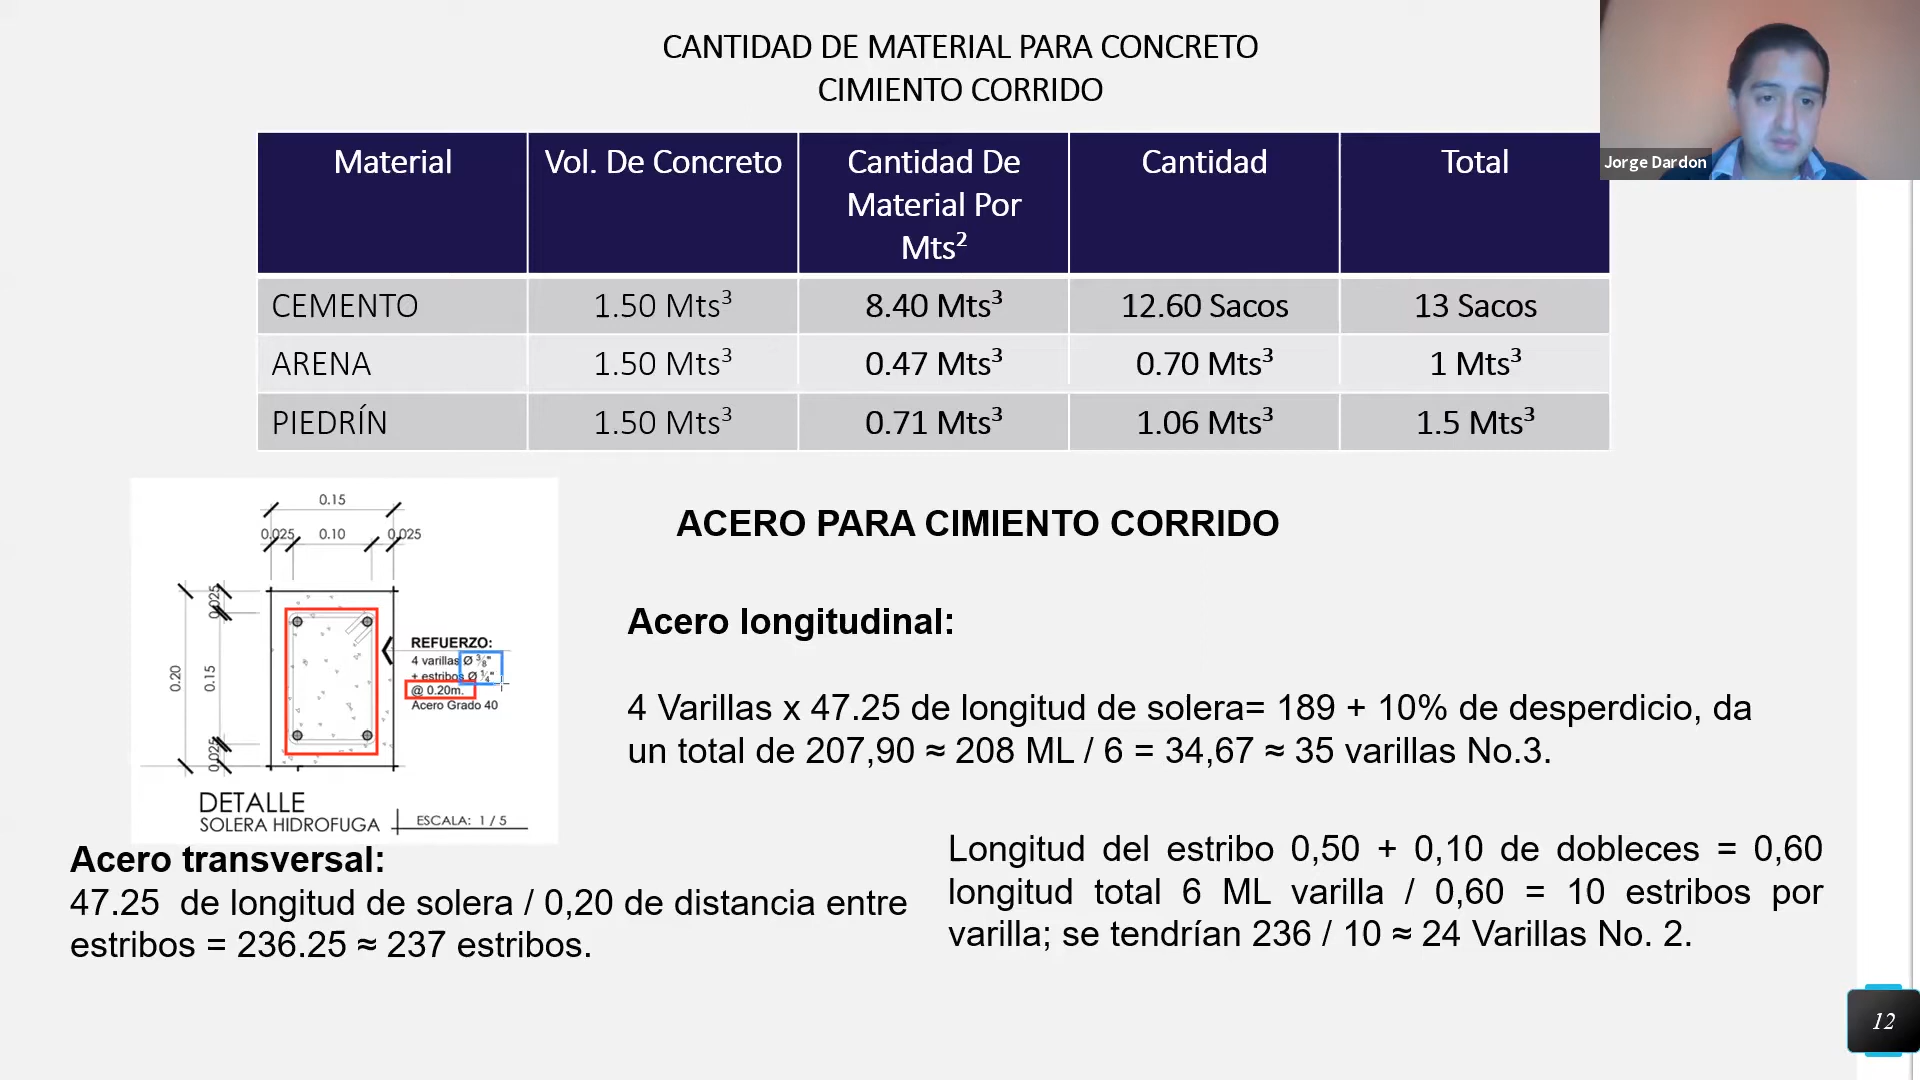 CANTIDAD DE MATERIAL PARA CONCRETO
CIMIENTO CORRIDO
Jorge Dardon
Material
Vol. De Concreto
Cantidad De
Material Por
Mts²
Cantidad
Total
CEMENTO
1.50 Mts³
8.40 Mts³
12.60 Sacos
13 Sacos
ARENA
1.50 Mts³
0.47 Mts³
0.70 Mts³
1 Mts³
PIEDRÍN
1.50 Mts³
0.71 Mts³
1.06 Mts³
1.5 Mts³
0.15
0.025
0.10
0.025
0.025
0.20
0.15
0.025
REFUERZO:
4 varillas Ø 3/8"
+ estribos Ø 1/4"
@ 0.20m.
Acero Grado 40
DETALLE
SOLERA HIDROFUGA
ESCALA: 1 / 5
ACERO PARA CIMIENTO CORRIDO
Acero longitudinal:
4 Varillas x 47.25 de longitud de solera= 189 + 10% de desperdicio, da
un total de 207,90 ≈ 208 ML / 6 = 34,67 ≈ 35 varillas No.3.
Acero transversal:
47.25 de longitud de solera / 0,20 de distancia entre
estribos = 236.25 ≈ 237 estribos.
Longitud del estribo 0,50 + 0,10 de dobleces = 0,60
longitud total 6 ML varilla / 0,60 = 10 estribos por
varilla; se tendrían 236 / 10 ≈ 24 Varillas No. 2.
12